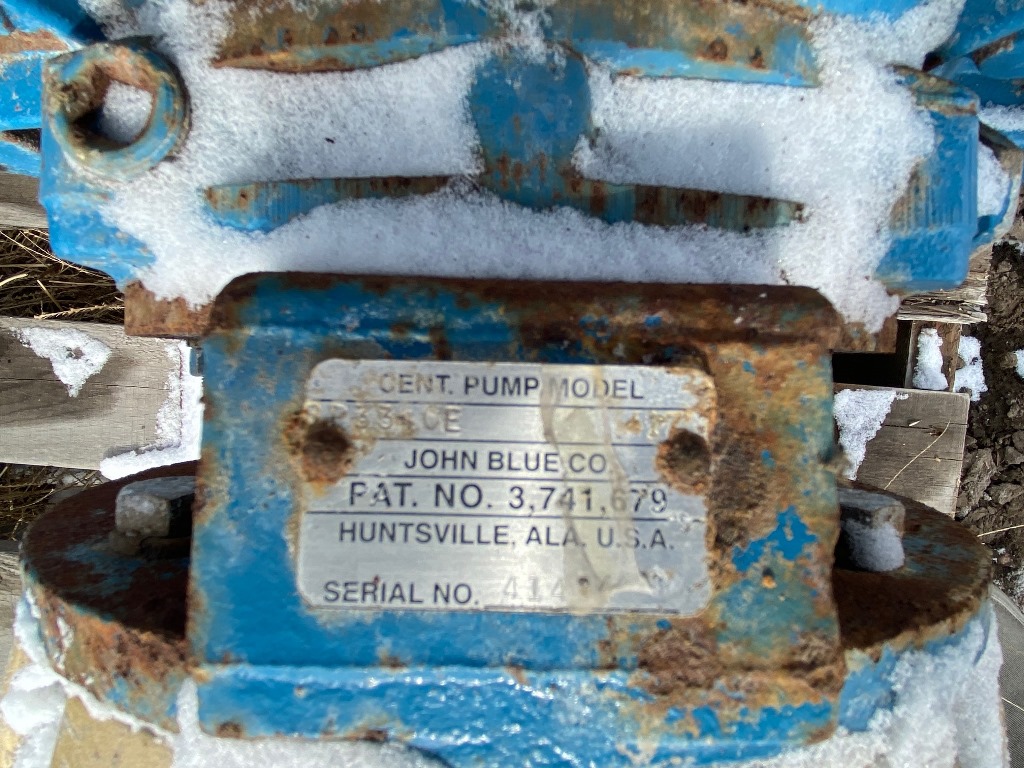 CENT. PUMP MODEL
JOHN BLUE CO.
PAT. NO. 3,741,679
HUNTSVILLE, ALA. U.S.A.
SERIAL NO.